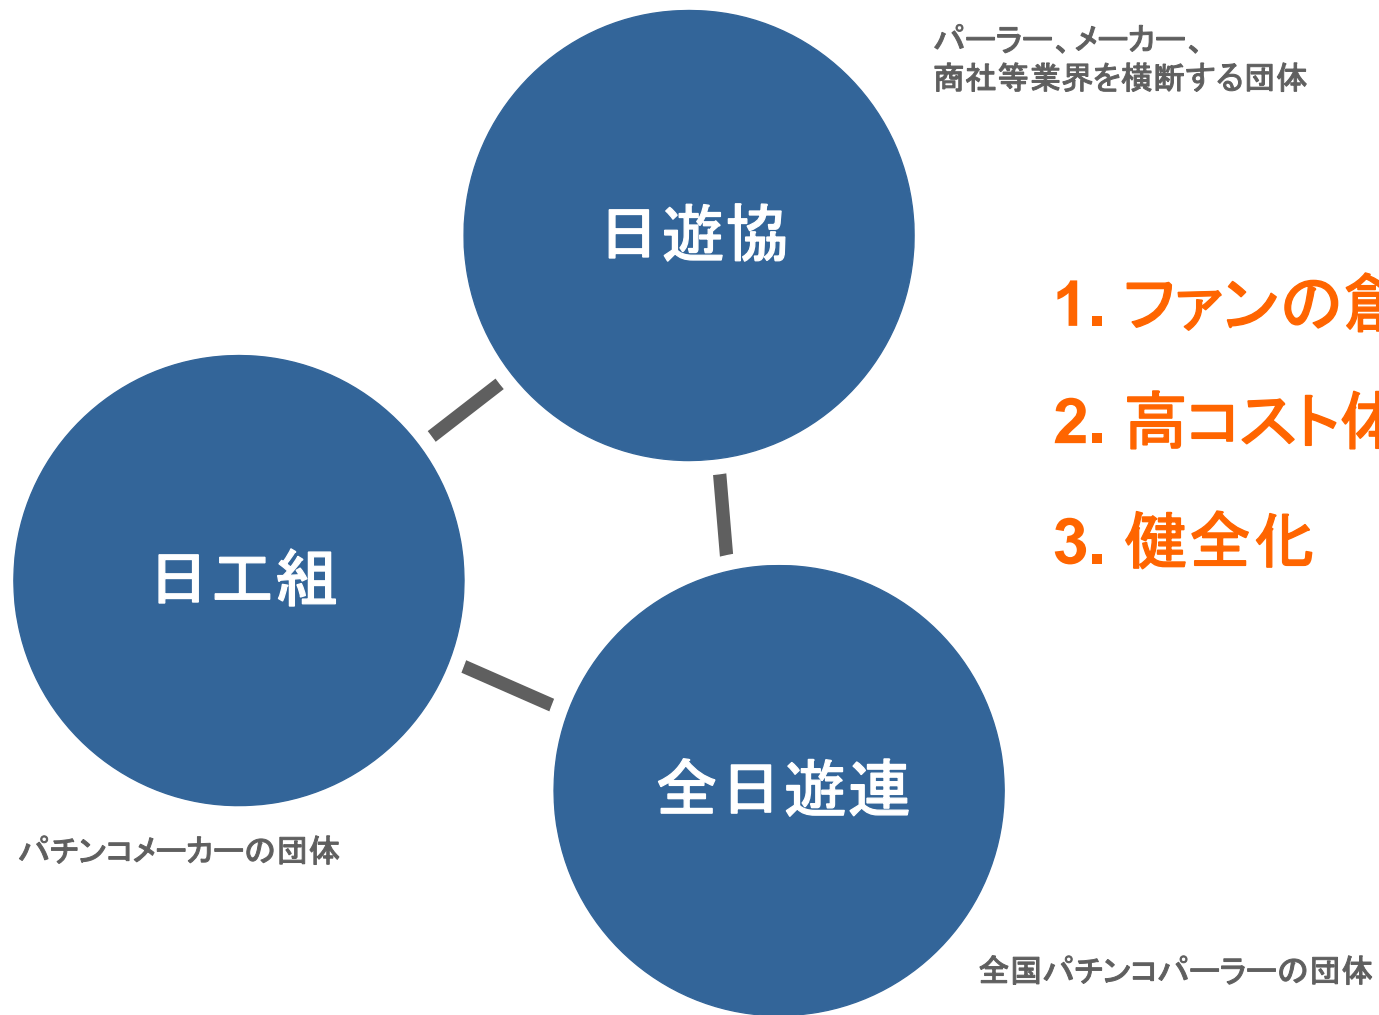 パーラー、メーカー、
商社等業界を横断する団体
日遊協
1. ファンの創
2. 高コスト体
3. 健全化
日工組
全日遊連
パチンコメーカーの団体
全国パチンコパーラーの団体